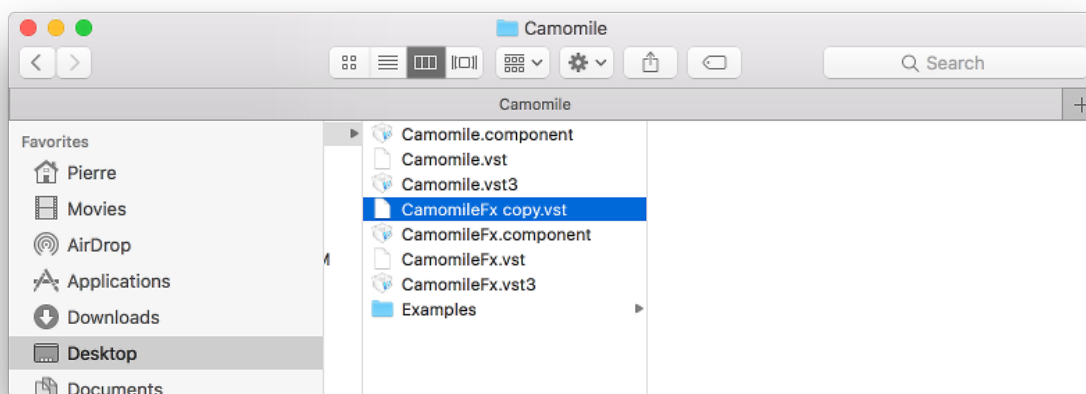 Camomile
Search
Camomile
Favorites
Pierre
Movies
AirDrop
Applications
Downloads
Desktop
Documents
M
Camomile.component
Camomile.vst
Camomile.vst3
CamomileFx copy.vst
CamomileFx.component
CamomileFx.vst
CamomileFx.vst3
Examples